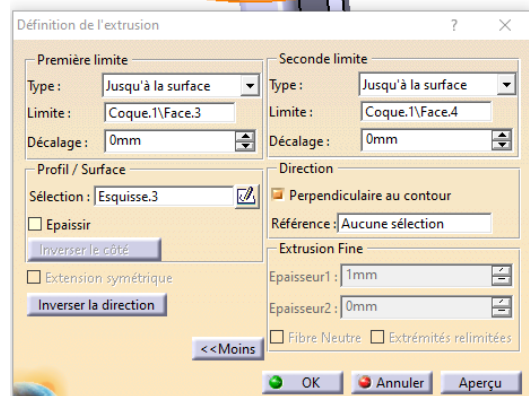 Définition de l'extrusion ? ×
Première limite
Type : Jusqu'à la surface
Limite : Coque.1\Face.3
Décalage : 0mm
Profil / Surface
Sélection : Esquisse.3
Epaissir
Inverser le côté
Extension symétrique
Inverser la direction
<<Moins
Seconde limite
Type : Jusqu'à la surface
Limite : Coque.1\Face.4
Décalage : 0mm
Direction
Perpendiculaire au contour
Référence : Aucune sélection
Extrusion Fine
Epaisseur1 : 1mm
Epaisseur2 : 0mm
Fibre Neutre Extrémités relimitées
OK Annuler Aperçu